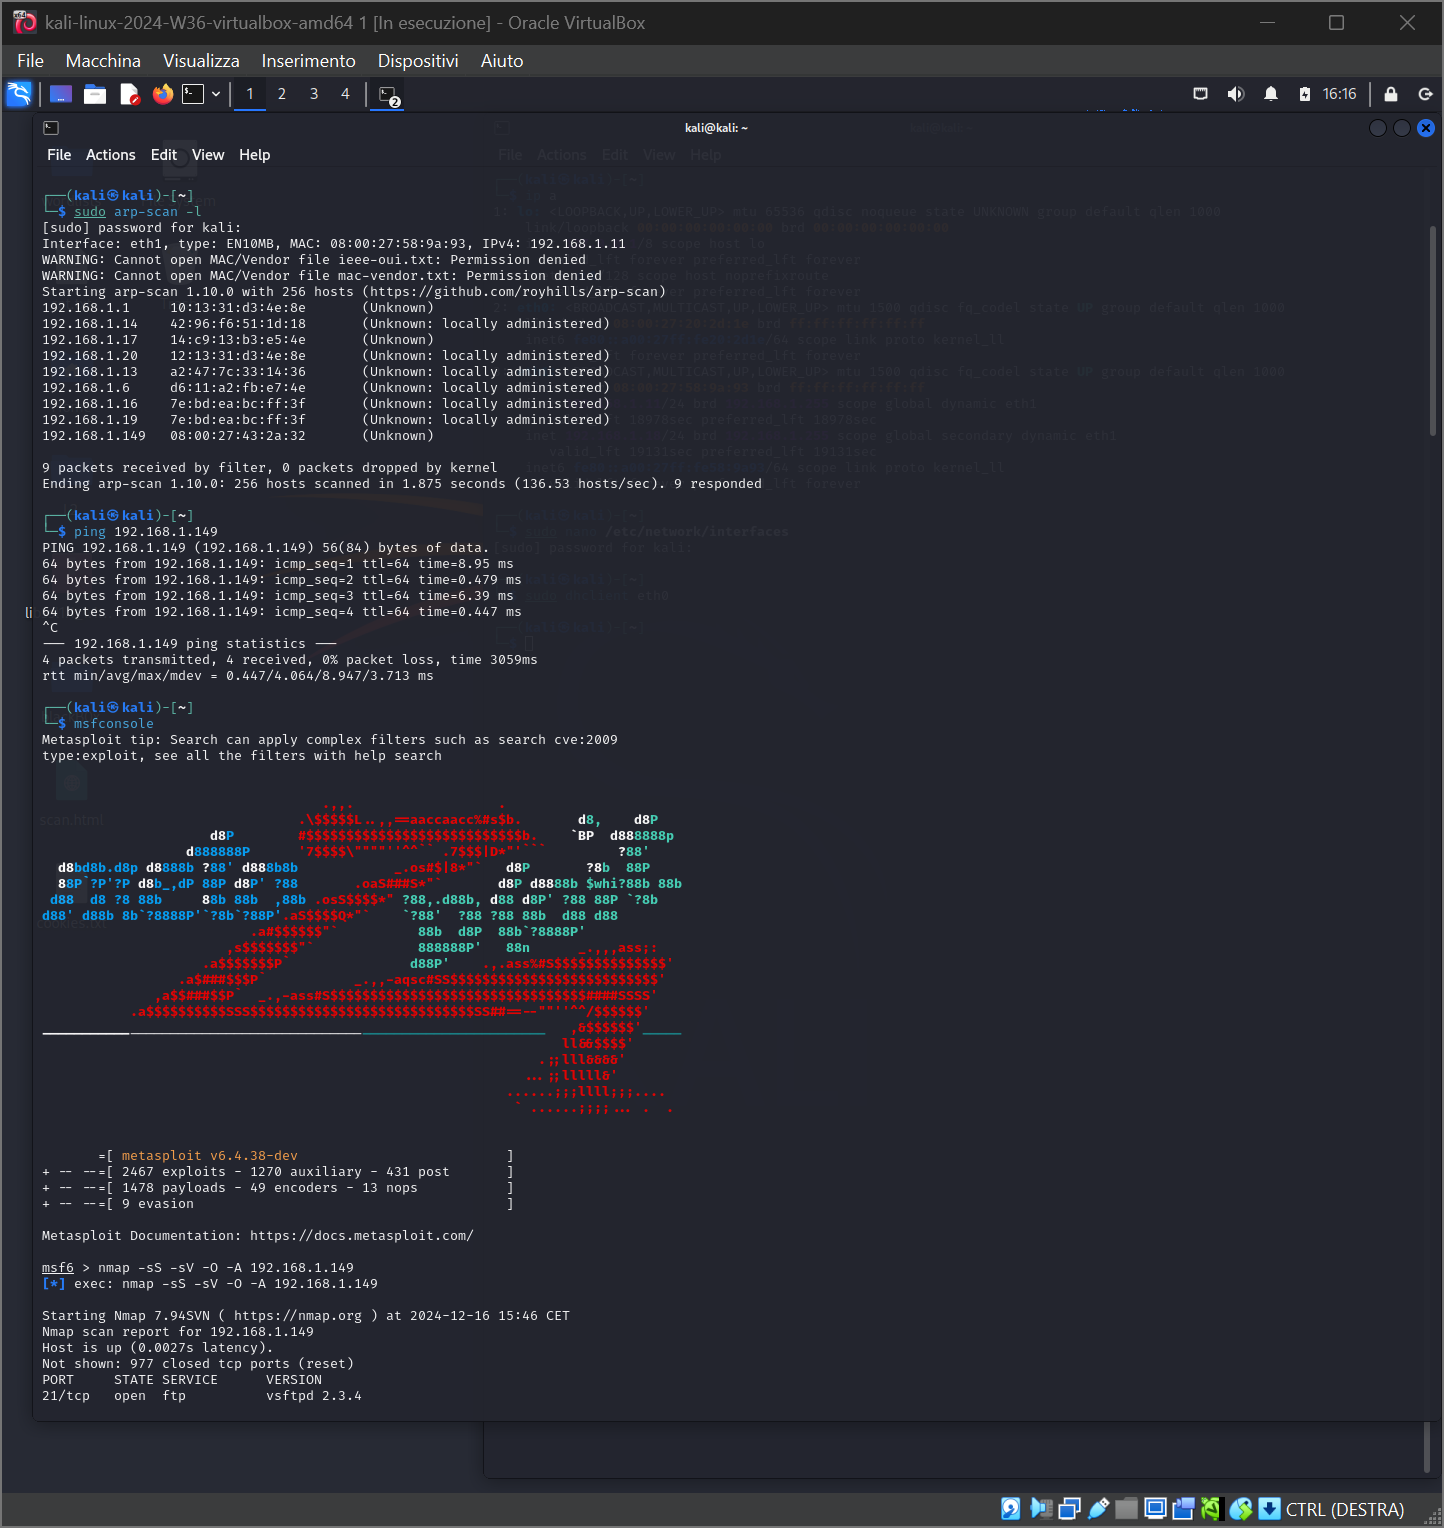 kali-linux-2024-W36-virtualbox-amd64 1 [In esecuzione] - Oracle VirtualBox
File Macchina Visualizza Inserimento Dispositivi Aiuto
1 2 3 4 2 16:16
kali@kali: ~
File Actions Edit View Help
┌──(kali㉿kali)-[~]
└─$ sudo arp-scan -l
[sudo] password for kali:
Interface: eth1, type: EN10MB, MAC: 08:00:27:58:9a:93, IPv4: 192.168.1.11
WARNING: Cannot open MAC/Vendor file ieee-oui.txt: Permission denied
WARNING: Cannot open MAC/Vendor file mac-vendor.txt: Permission denied
Starting arp-scan 1.10.0 with 256 hosts (https://github.com/royhills/arp-scan)
192.168.1.1 10:13:31:d3:4e:8e (Unknown)
192.168.1.14 42:96:f6:51:1d:18 (Unknown: locally administered)
192.168.1.17 14:c9:13:b3:e5:4e (Unknown)
192.168.1.20 12:13:31:d3:4e:8e (Unknown: locally administered)
192.168.1.13 a2:47:7c:33:14:36 (Unknown: locally administered)
192.168.1.6 d6:11:a2:fb:e7:4e (Unknown: locally administered)
192.168.1.16 7e:bd:ea:bc:ff:3f (Unknown: locally administered)
192.168.1.19 7e:bd:ea:bc:ff:3f (Unknown: locally administered)
192.168.1.149 08:00:27:43:2a:32 (Unknown)
9 packets received by filter, 0 packets dropped by kernel
Ending arp-scan 1.10.0: 256 hosts scanned in 1.875 seconds (136.53 hosts/sec). 9 responded
┌──(kali㉿kali)-[~]
└─$ ping 192.168.1.149
PING 192.168.1.149 (192.168.1.149) 56(84) bytes of data.
64 bytes from 192.168.1.149: icmp_seq=1 ttl=64 time=8.95 ms
64 bytes from 192.168.1.149: icmp_seq=2 ttl=64 time=0.479 ms
64 bytes from 192.168.1.149: icmp_seq=3 ttl=64 time=6.39 ms
64 bytes from 192.168.1.149: icmp_seq=4 ttl=64 time=0.447 ms
^C
--- 192.168.1.149 ping statistics ---
4 packets transmitted, 4 received, 0% packet loss, time 3059ms
rtt min/avg/max/mdev = 0.447/4.064/8.947/3.713 ms
┌──(kali㉿kali)-[~]
└─$ msfconsole
Metasploit tip: Search can apply complex filters such as search cve:2009
type:exploit, see all the filters with help search
=[ metasploit v6.4.38-dev ]
+ -- --=[ 2467 exploits - 1270 auxiliary - 431 post ]
+ -- --=[ 1478 payloads - 49 encoders - 13 nops ]
+ -- --=[ 9 evasion ]
Metasploit Documentation: https://docs.metasploit.com/
msf6 > nmap -sS -sV -O -A 192.168.1.149
[*] exec: nmap -sS -sV -O -A 192.168.1.149
Starting Nmap 7.94SVN ( https://nmap.org ) at 2024-12-16 15:46 CET
Nmap scan report for 192.168.1.149
Host is up (0.0027s latency).
Not shown: 977 closed tcp ports (reset)
PORT STATE SERVICE VERSION
21/tcp open ftp vsftpd 2.3.4
CTRL (DESTRA)